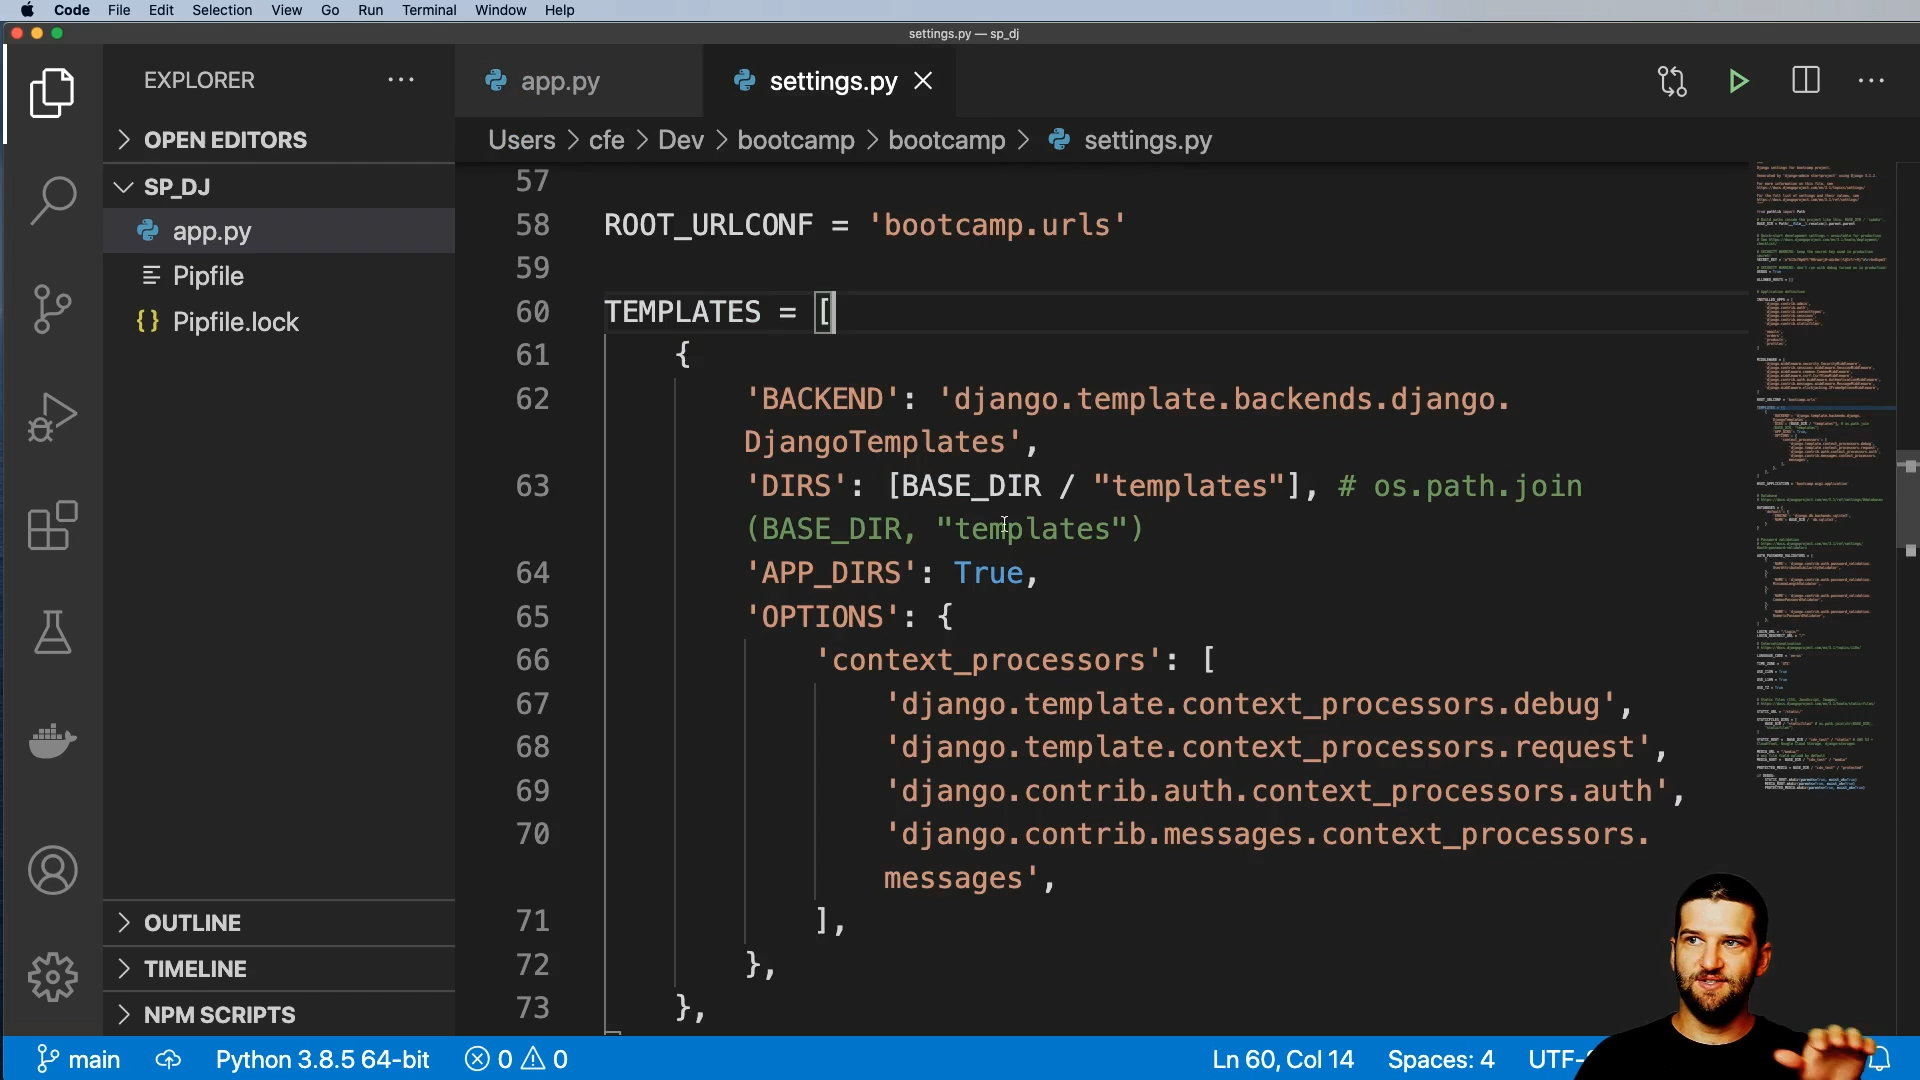 Code File Edit Selection View Go Run Terminal Window Help
settings.py — sp_dj
EXPLORER
app.py
settings.py
OPEN EDITORS
Users > cfe > Dev > bootcamp > bootcamp > settings.py
SP_DJ
app.py
Pipfile
{} Pipfile.lock
57
58 ROOT_URLCONF = 'bootcamp.urls'
59
60 TEMPLATES = [
61 {
62 'BACKEND': 'django.template.backends.django.
DjangoTemplates',
63 'DIRS': [BASE_DIR / "templates"], # os.path.join
(BASE_DIR, "templates")
64 'APP_DIRS': True,
65 'OPTIONS': {
66 'context_processors': [
67 'django.template.context_processors.debug',
68 'django.template.context_processors.request',
69 'django.contrib.auth.context_processors.auth',
70 'django.contrib.messages.context_processors.
messages',
71 ],
72 },
73 },
OUTLINE
TIMELINE
NPM SCRIPTS
main Python 3.8.5 64-bit 0 0 Ln 60, Col 14 Spaces: 4 UTF-